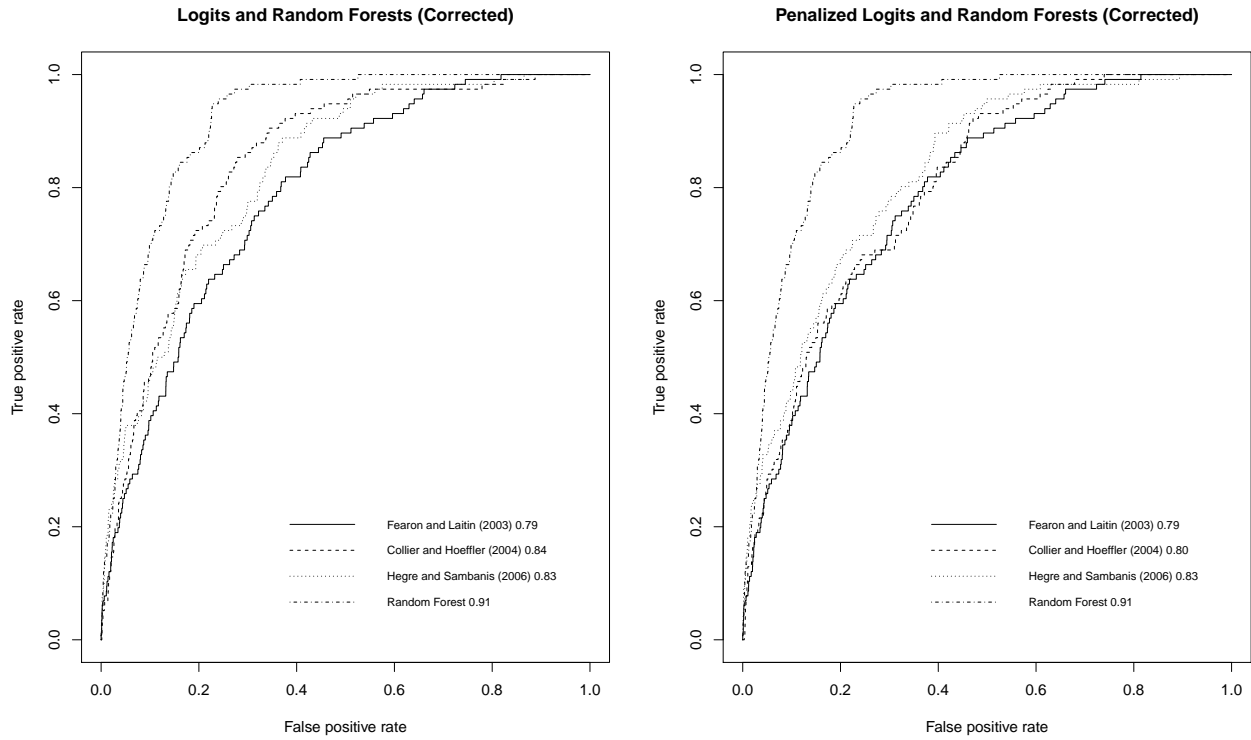 Logits and Random Forests (Corrected)
True positive rate
1.0
0.8
0.6
0.4
0.2
0.0
Fearon and Laitin (2003) 0.79
Collier and Hoeffler (2004) 0.84
Hegre and Sambanis (2006) 0.83
Random Forest 0.91
0.0 0.2 0.4 0.6 0.8 1.0
False positive rate
Penalized Logits and Random Forests (Corrected)
True positive rate
1.0
0.8
0.6
0.4
0.2
0.0
Fearon and Laitin (2003) 0.79
Collier and Hoeffler (2004) 0.80
Hegre and Sambanis (2006) 0.83
Random Forest 0.91
0.0 0.2 0.4 0.6 0.8 1.0
False positive rate